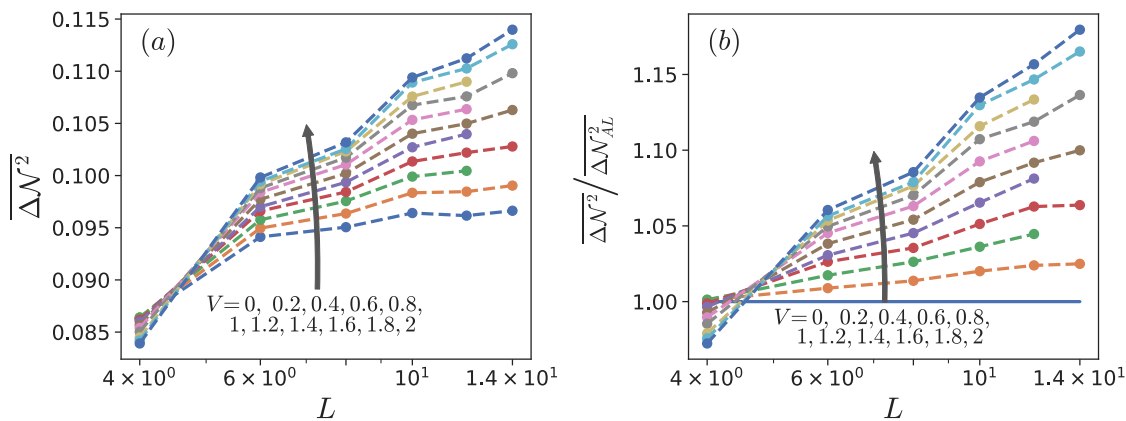 (a)
0.115
0.110
0.105
0.100
0.095
0.090
0.085
$\overline{\Delta\mathcal{N}^2}$
V=0, 0.2,0.4,0.6,0.8,
1,1.2,1.4,1.6,1.8,2
4 × 10⁰
6 × 10⁰
10¹
1.4 × 10¹
L
(b)
1.15
1.10
1.05
1.00
$\overline{\Delta\mathcal{N}^2}/\overline{\Delta\mathcal{N}^2_{AL}}$
V=0, 0.2,0.4,0.6,0.8,
1,1.2,1.4,1.6,1.8,2
4 × 10⁰
6 × 10⁰
10¹
1.4 × 10¹
L